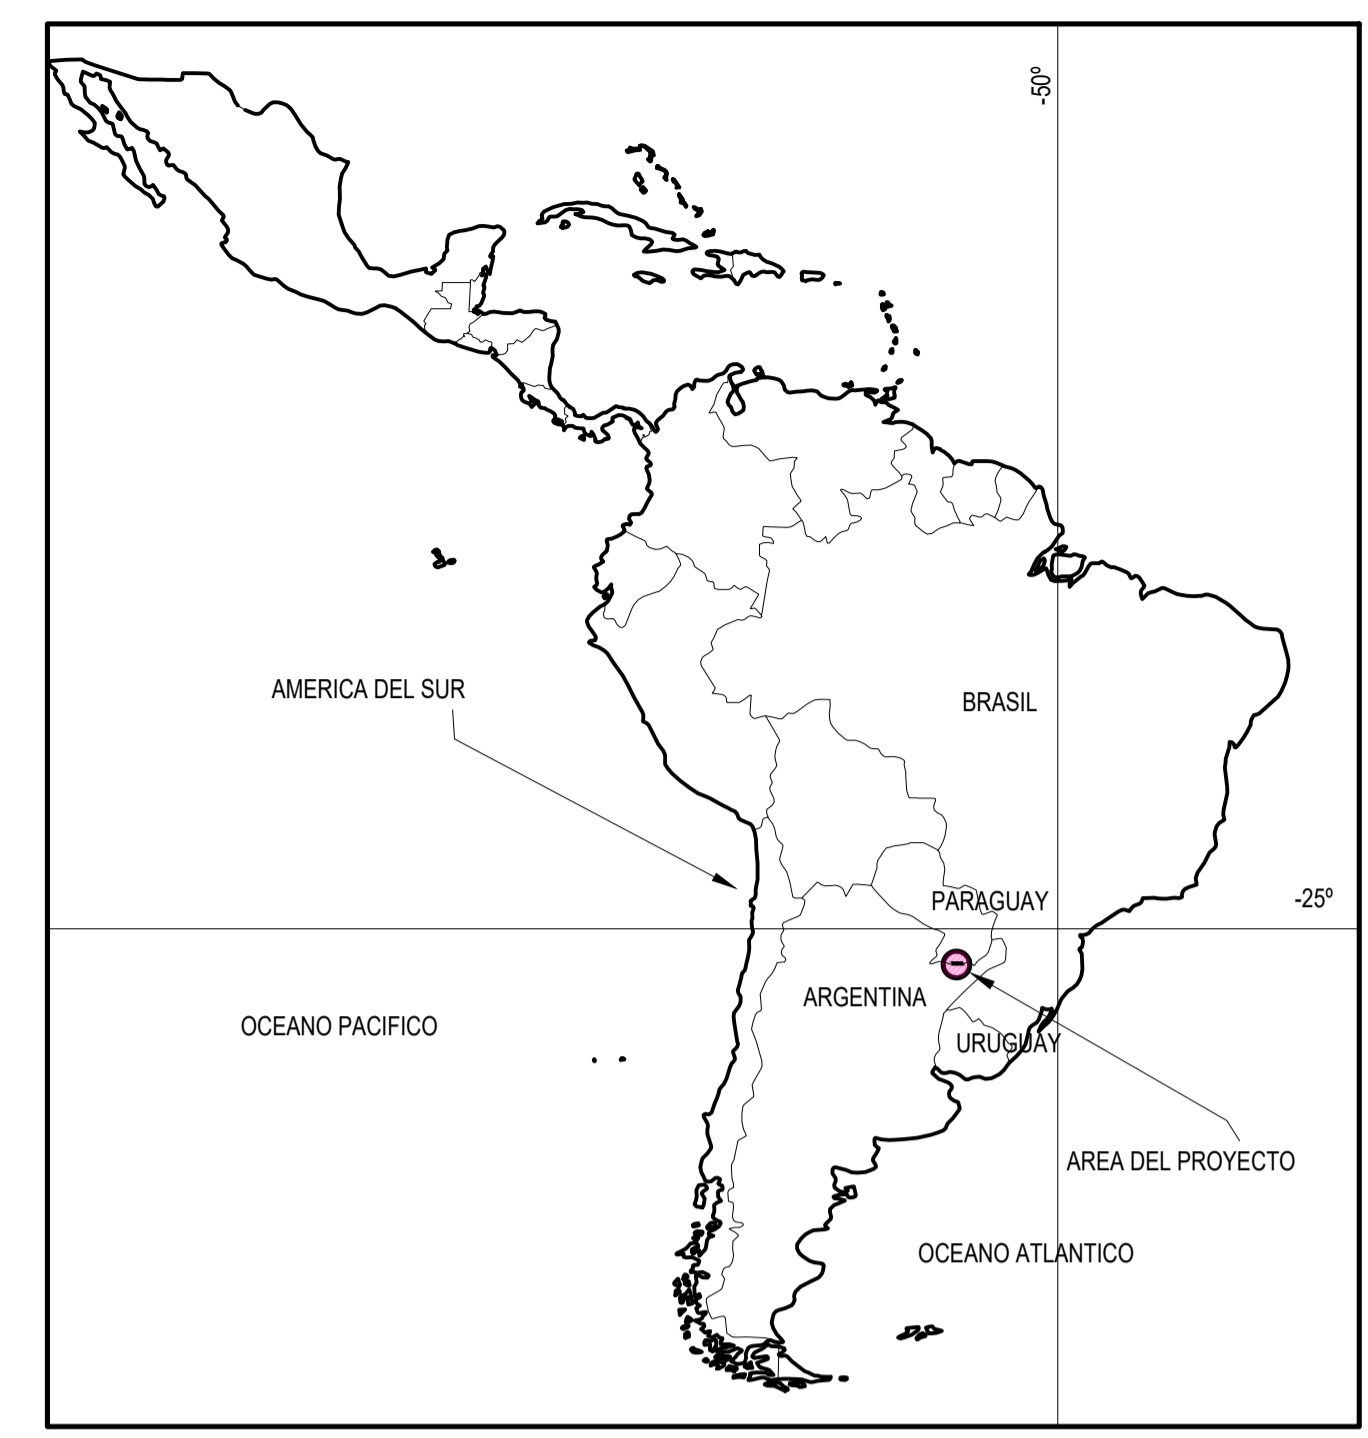 -50º
AMERICA DEL SUR
BRASIL
PARAGUAY
-25º
ARGENTINA
OCEANO PACIFICO
URUGUAY
AREA DEL PROYECTO
OCEANO ATLANTICO